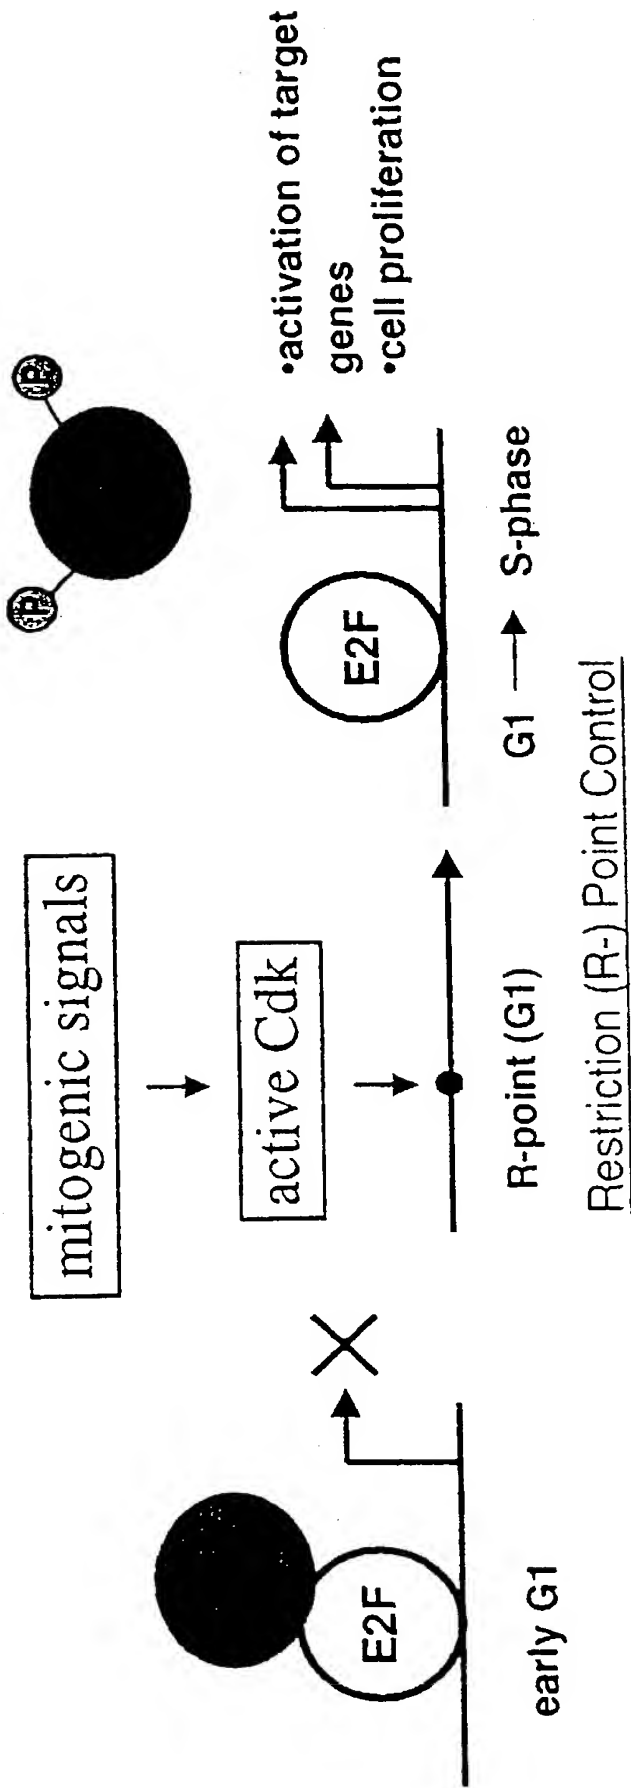 mitogenic signals
active Cdk
P
P
E2F
E2F
•activation of target
genes
•cell proliferation
early G1
R-point (G1)
G1 → S-phase
Restriction (R-) Point Control